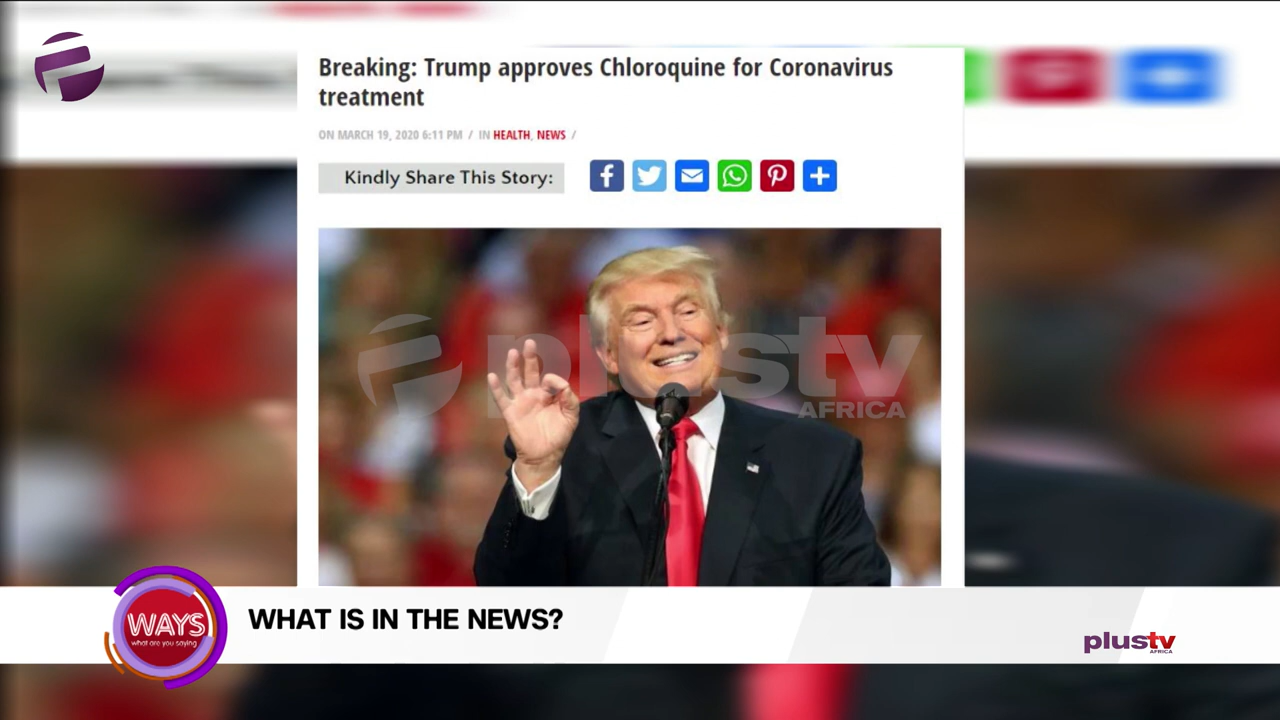 Breaking: Trump approves Chloroquine for Coronavirus
treatment
ON MARCH 19, 2020 6:11 PM / IN HEALTH, NEWS /
Kindly Share This Story:
plustv
AFRICA
WAYS
what are you saying
WHAT IS IN THE NEWS?
plustv
AFRICA